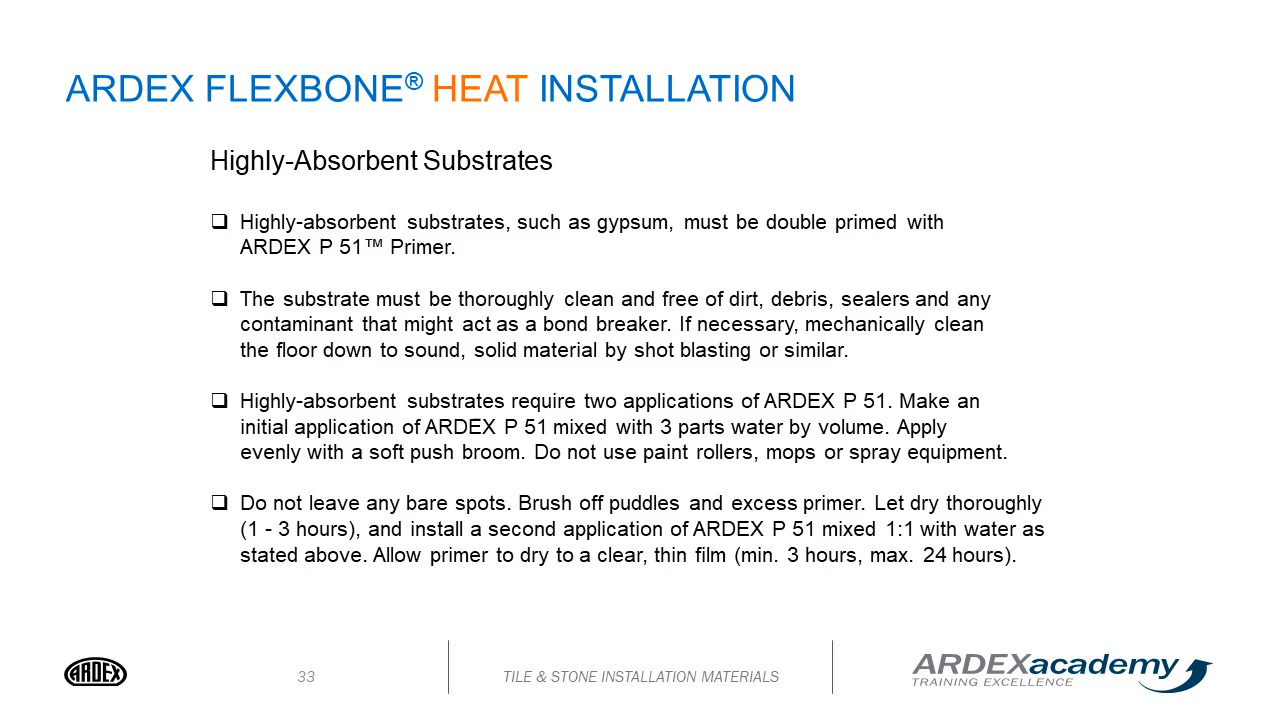 ARDEX FLEXBONE® HEAT INSTALLATION
Highly-Absorbent Substrates
❑ Highly-absorbent substrates, such as gypsum, must be double primed with
ARDEX P 51™ Primer.
❑ The substrate must be thoroughly clean and free of dirt, debris, sealers and any
contaminant that might act as a bond breaker. If necessary, mechanically clean
the floor down to sound, solid material by shot blasting or similar.
❑ Highly-absorbent substrates require two applications of ARDEX P 51. Make an
initial application of ARDEX P 51 mixed with 3 parts water by volume. Apply
evenly with a soft push broom. Do not use paint rollers, mops or spray equipment.
❑ Do not leave any bare spots. Brush off puddles and excess primer. Let dry thoroughly
(1 - 3 hours), and install a second application of ARDEX P 51 mixed 1:1 with water as
stated above. Allow primer to dry to a clear, thin film (min. 3 hours, max. 24 hours).
ARDEX
33
TILE & STONE INSTALLATION MATERIALS
ARDEXacademy
TRAINING EXCELLENCE